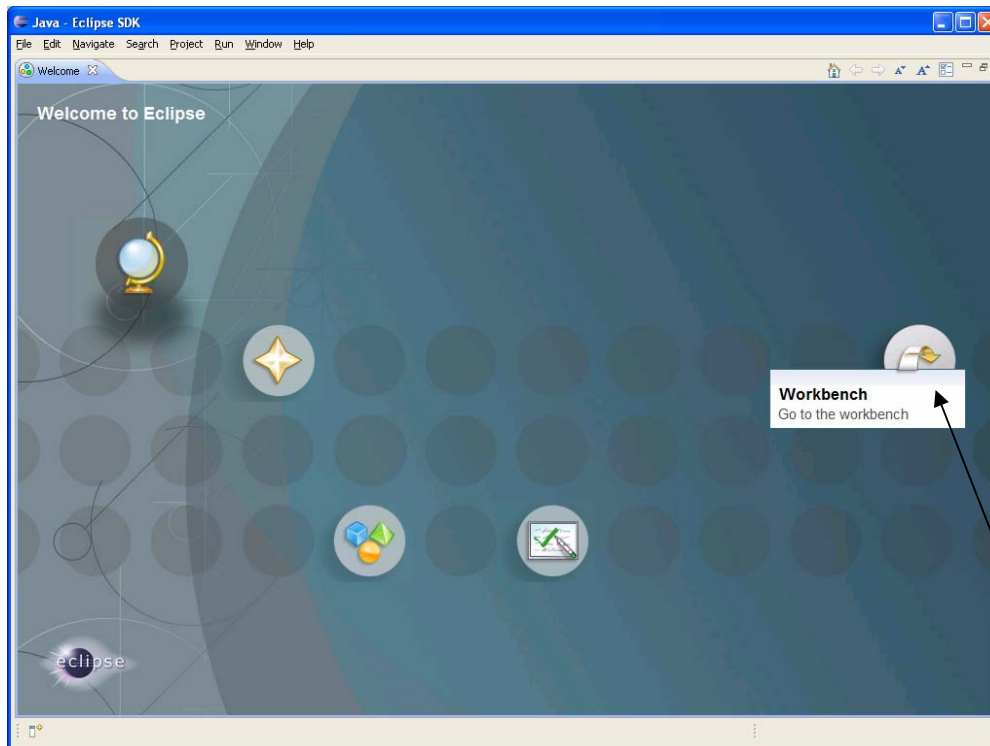 Java - Eclipse SDK
File Edit Navigate Search Project Run Window Help
Welcome
Welcome to Eclipse
Workbench
Go to the workbench
eclipse